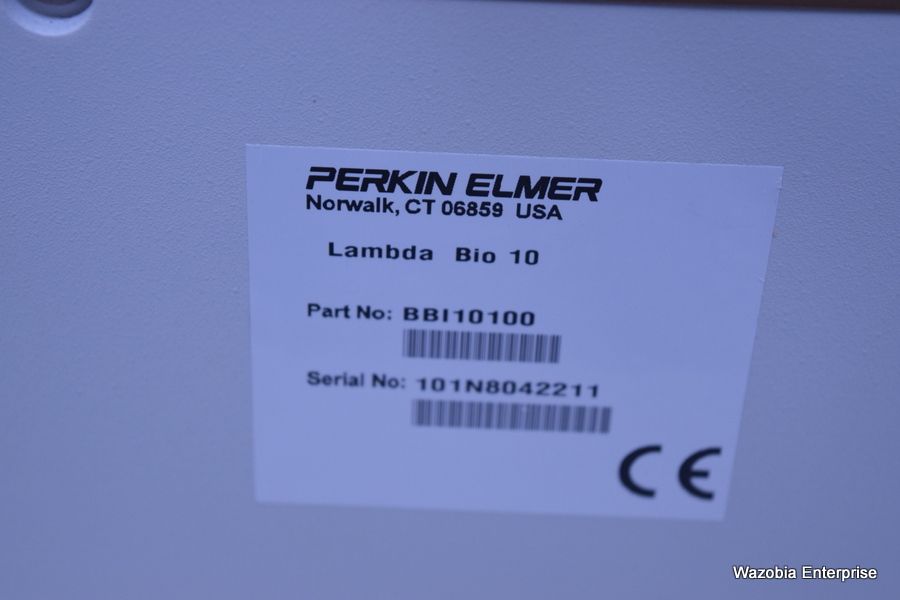 PERKIN ELMER
Norwalk, CT 06859 USA
Lambda Bio 10
Part No: BBI10100
Serial No: 101N8042211
CE
Wazobia Enterprise